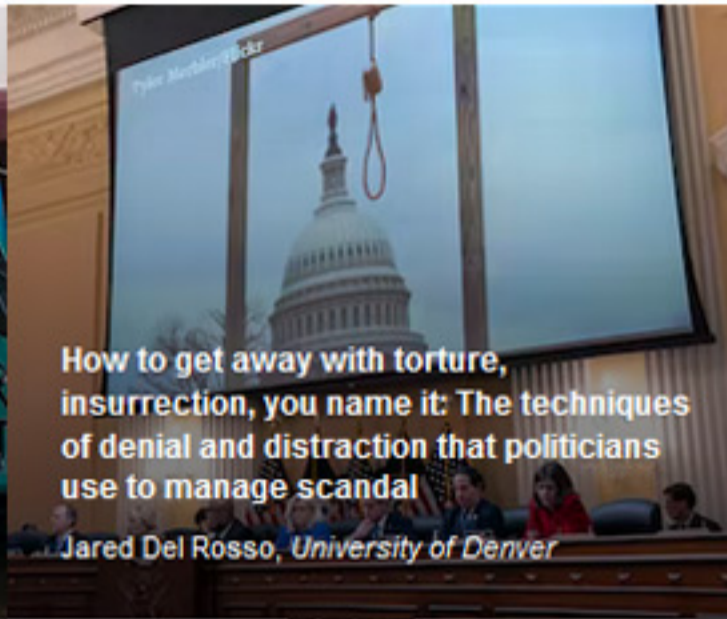 Tyler Merbler/Flickr
How to get away with torture,
insurrection, you name it: The techniques
of denial and distraction that politicians
use to manage scandal
Jared Del Rosso, University of Denver